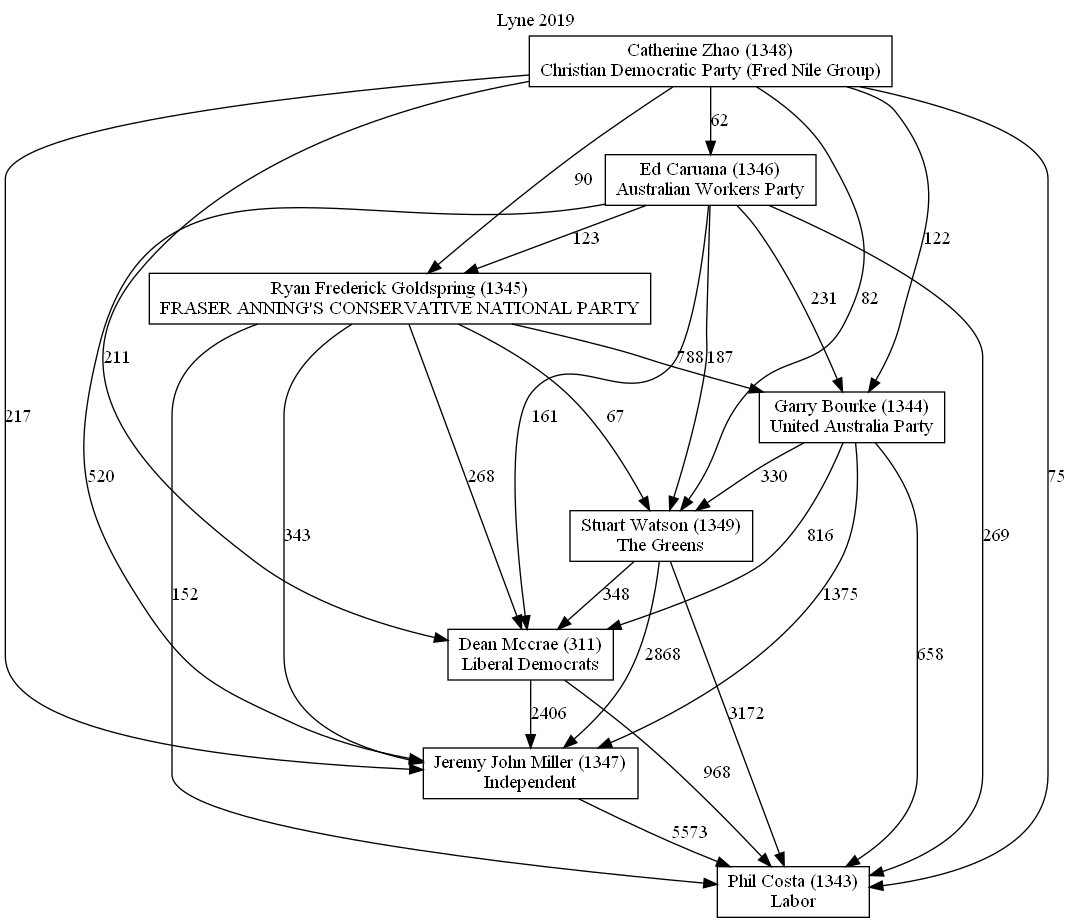 Lyne 2019
Catherine Zhao (1348)
Christian Democratic Party (Fred Nile Group)
62
Ed Caruana (1346)
Australian Workers Party
90
123
122
Ryan Frederick Goldspring (1345)
FRASER ANNING'S CONSERVATIVE NATIONAL PARTY
231
82
211
788
187
Garry Bourke (1344)
United Australia Party
217
161
67
520
268
330
Stuart Watson (1349)
The Greens
343
816
269
75
152
348
1375
Dean Mccrae (311)
Liberal Democrats
2868
658
2406
3172
Jeremy John Miller (1347)
Independent
968
5573
Phil Costa (1343)
Labor